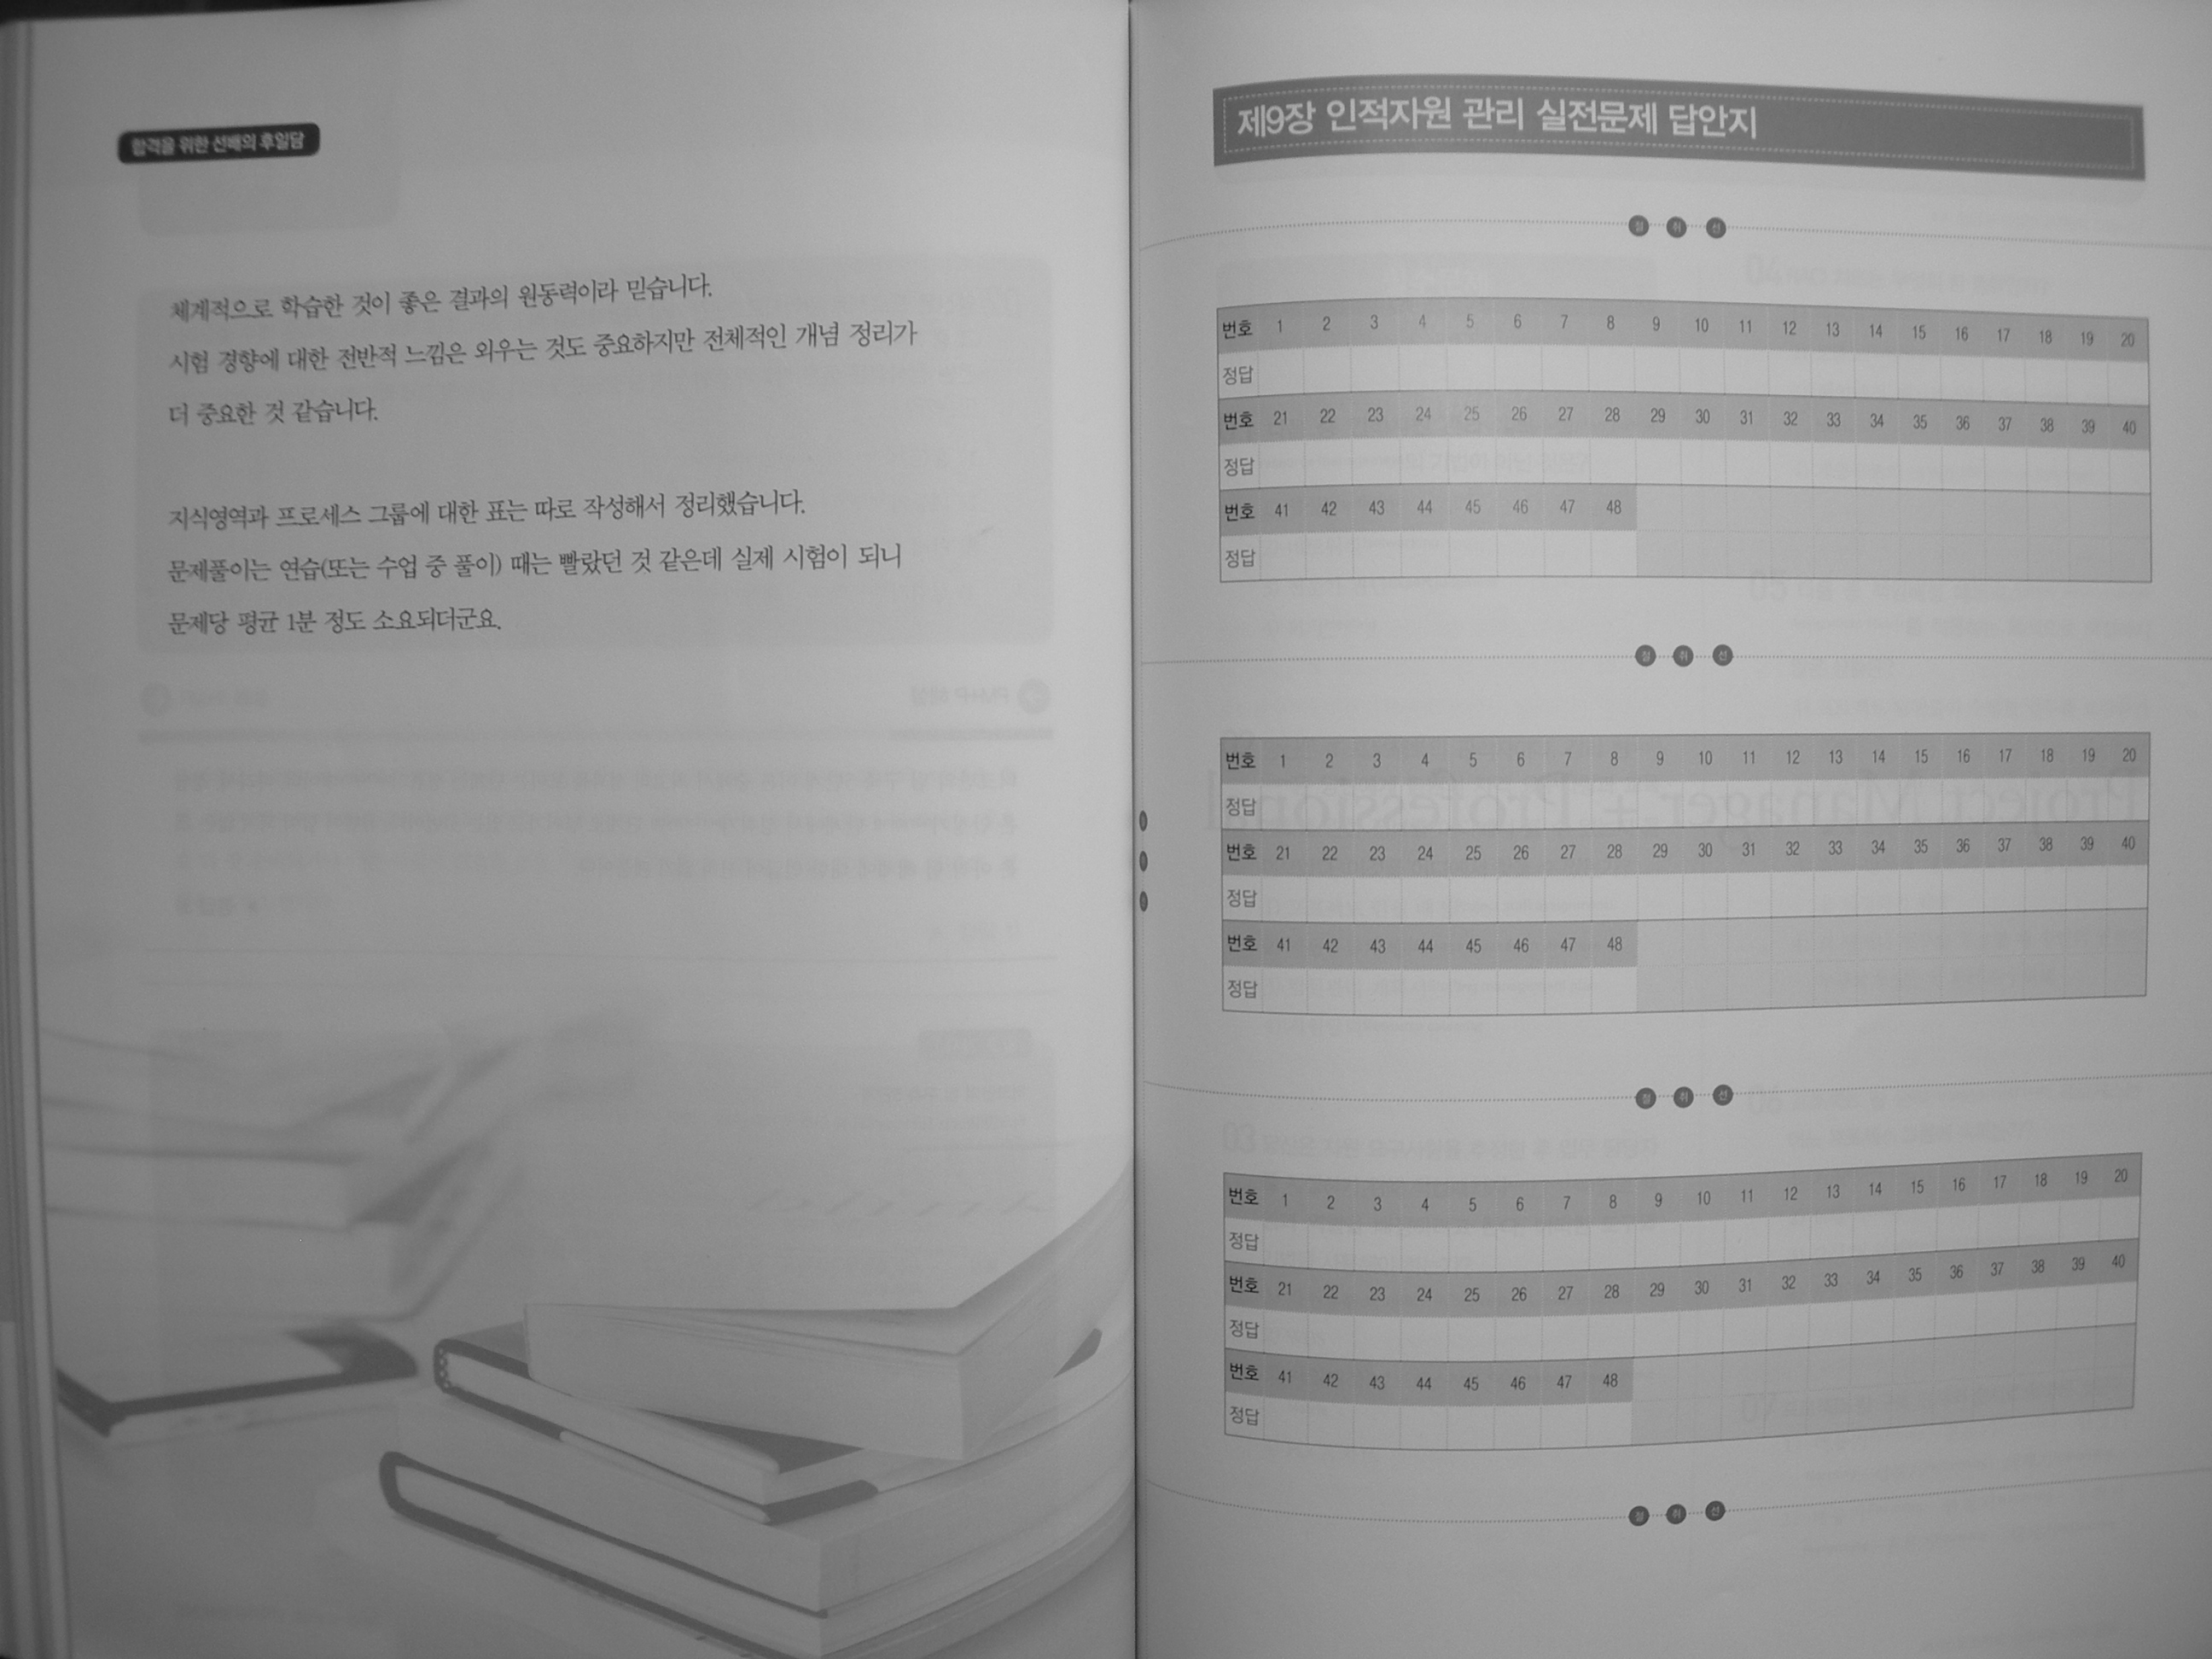 합격을 위한 선배의 후일담
체계적으로 학습한 것이 좋은 결과의 원동력이라 믿습니다.
시험 경향에 대한 전반적 느낌은 외우는 것도 중요하지만 전체적인 개념 정리가
더 중요한 것 같습니다.
지식영역과 프로세스 그룹에 대한 표는 따로 작성해서 정리했습니다.
문제풀이는 연습(또는 수업 중 풀이) 때는 빨랐던 것 같은데 실제 시험이 되니
문제당 평균 1분 정도 소요되더군요.
제9장 인적자원 관리 실전문제 답안지
절 취 선
번호 1 2 3 4 5 6 7 8 9 10 11 12 13 14 15 16 17 18 19 20
정답
번호 21 22 23 24 25 26 27 28 29 30 31 32 33 34 35 36 37 38 39 40
정답
번호 41 42 43 44 45 46 47 48
정답
절 취 선
번호 1 2 3 4 5 6 7 8 9 10 11 12 13 14 15 16 17 18 19 20
정답
번호 21 22 23 24 25 26 27 28 29 30 31 32 33 34 35 36 37 38 39 40
정답
번호 41 42 43 44 45 46 47 48
정답
절 취 선
번호 1 2 3 4 5 6 7 8 9 10 11 12 13 14 15 16 17 18 19 20
정답
번호 21 22 23 24 25 26 27 28 29 30 31 32 33 34 35 36 37 38 39 40
정답
번호 41 42 43 44 45 46 47 48
정답
절 취 선